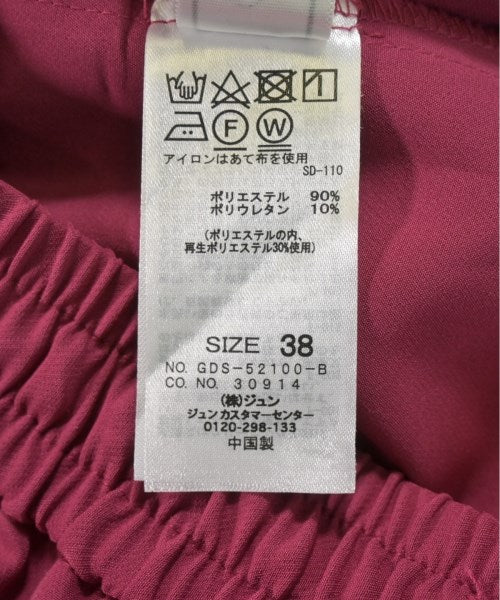 F W
アイロンはあて布を使用
SD-110
ポリエステル 90%
ポリウレタン 10%
(ポリエステルの内、
再生ポリエステル30%使用)
SIZE 38
NO. GDS-52100-B
CO. NO. 30914
(株)ジュン
ジュンカスタマーセンター
0120-298-133
中国製